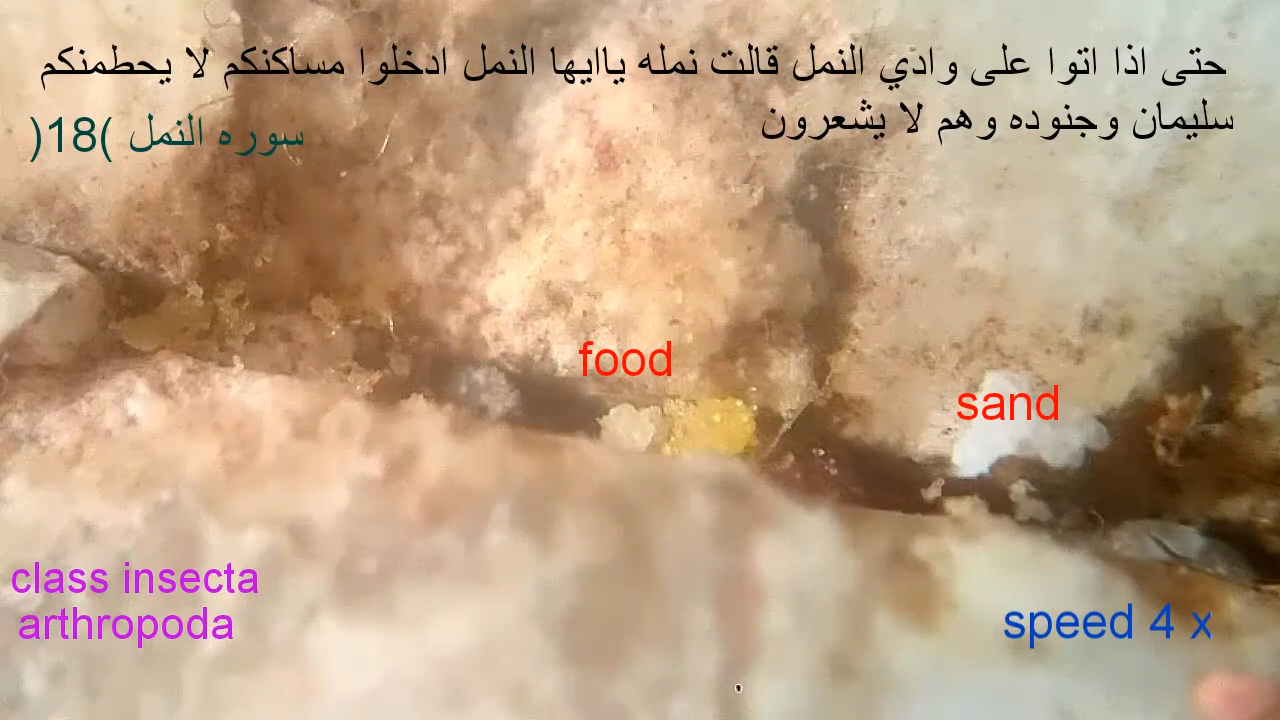 حتى اذا اتوا على وادي النمل قالت نمله ياايها النمل ادخلوا مساكنكم لا يحطمنكم
سليمان وجنوده وهم لا يشعرون
سوره النمل )18(
food
sand
class insecta
arthropoda
speed 4 x